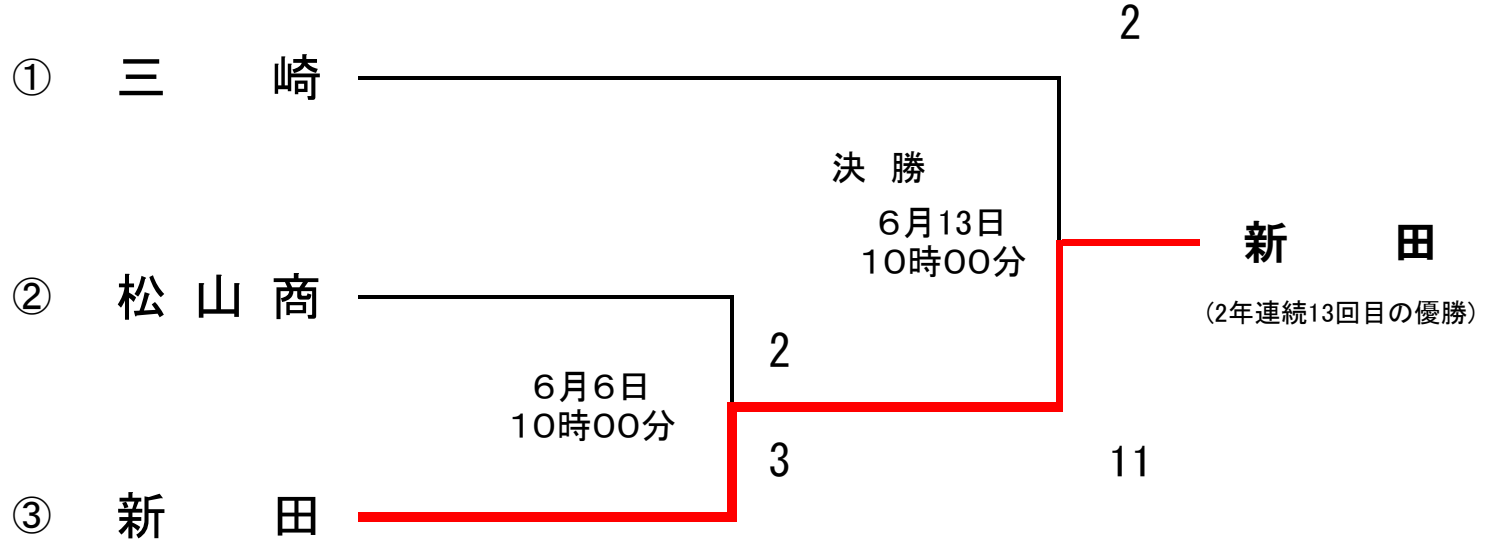 2
① 三崎
決勝
6月13日
10時00分
新田
(2年連続13回目の優勝)
② 松山商
2
6月6日
10時00分
3
11
③ 新田